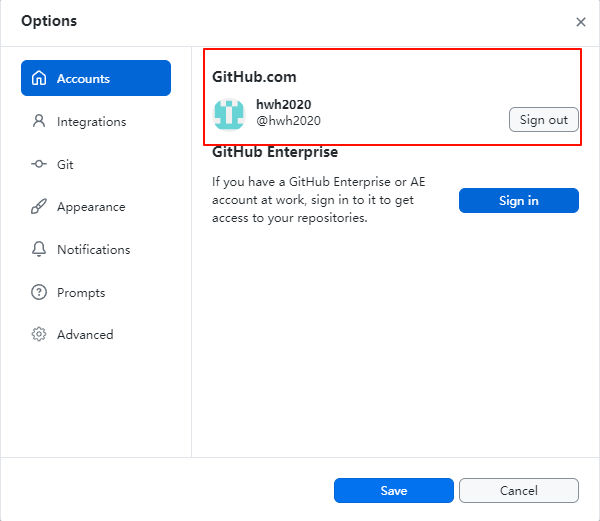 Options
Accounts
Integrations
Git
Appearance
Notifications
Prompts
Advanced
GitHub.com
hwh2020
@hwh2020
Sign out
GitHub Enterprise
If you have a GitHub Enterprise or AE
account at work, sign in to it to get
access to your repositories.
Sign in
Save
Cancel